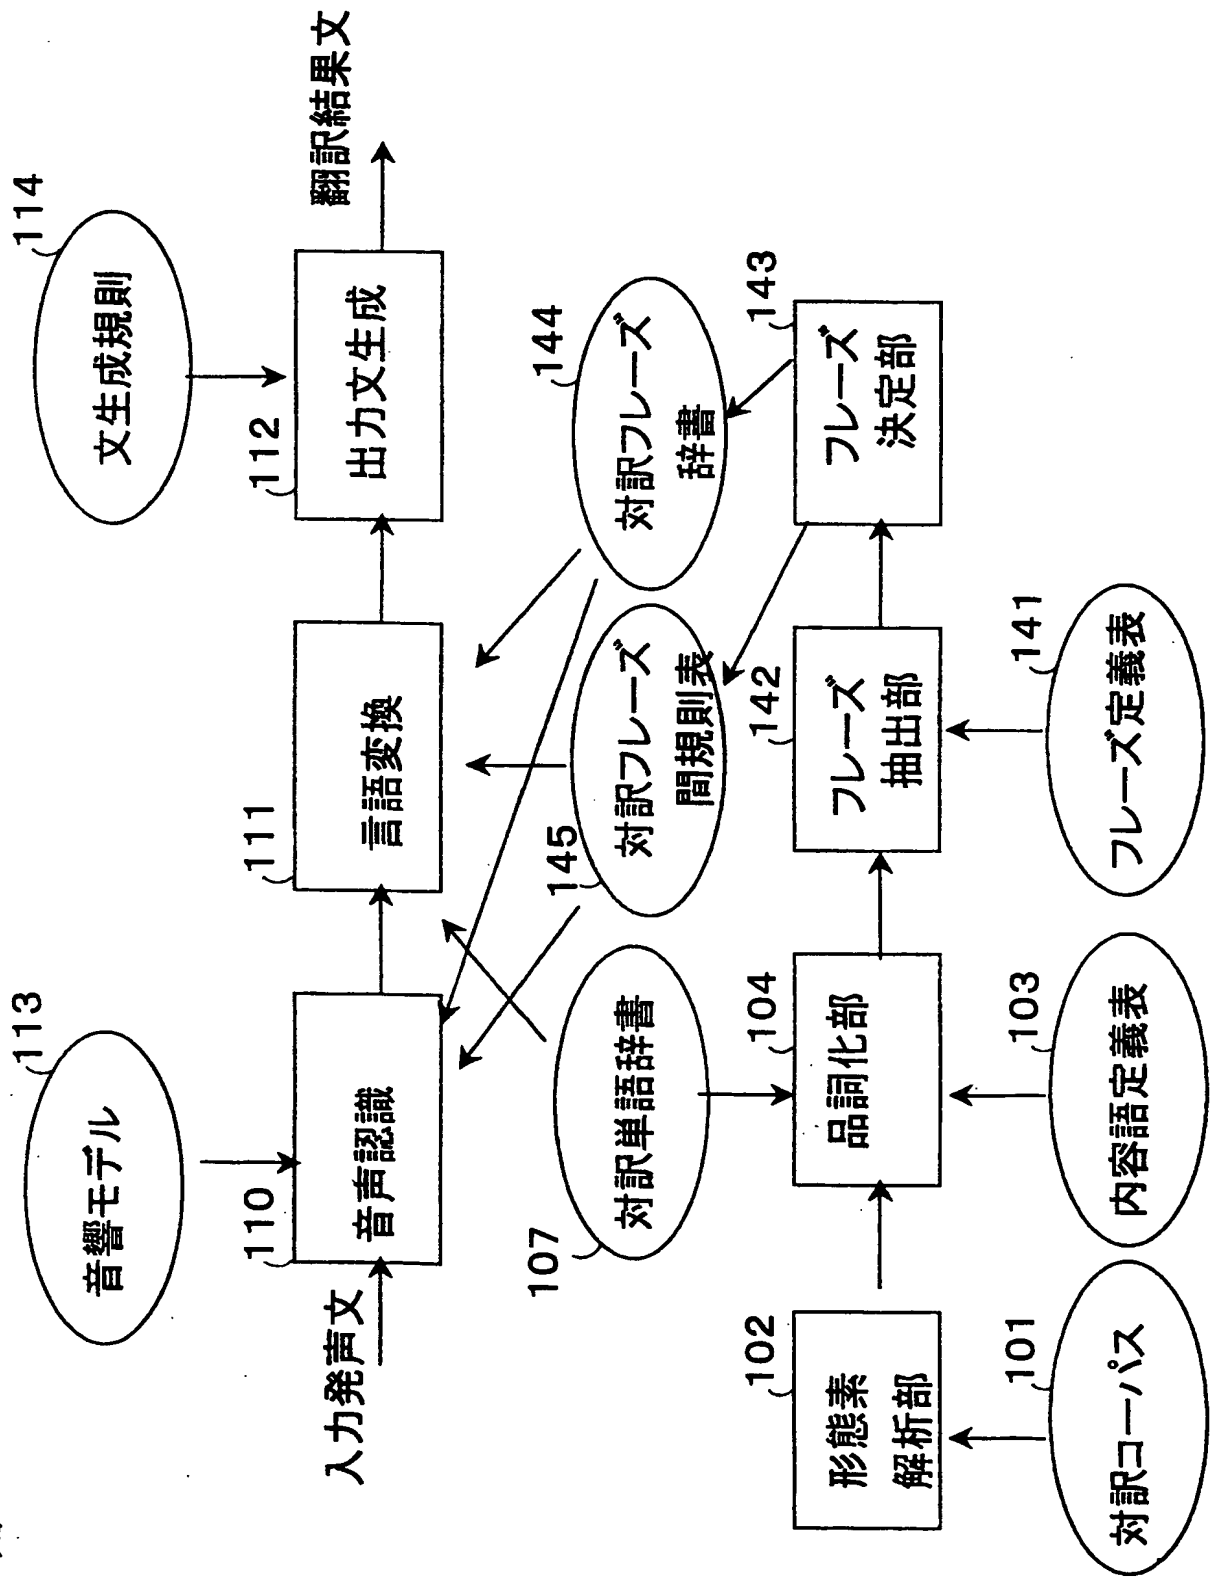 113
音響モデル
114
文生成規則
入力発声文
110
音声認識
111
言語変換
112
出力文生成
翻訳結果文
107
対訳単語辞書
145
対訳フレーズ
間規則表
144
対訳フレーズ
辞書
102
形態素
解析部
104
品詞化部
142
フレーズ
抽出部
143
フレーズ
決定部
101
対訳コーパス
103
内容語定義表
141
フレーズ定義表